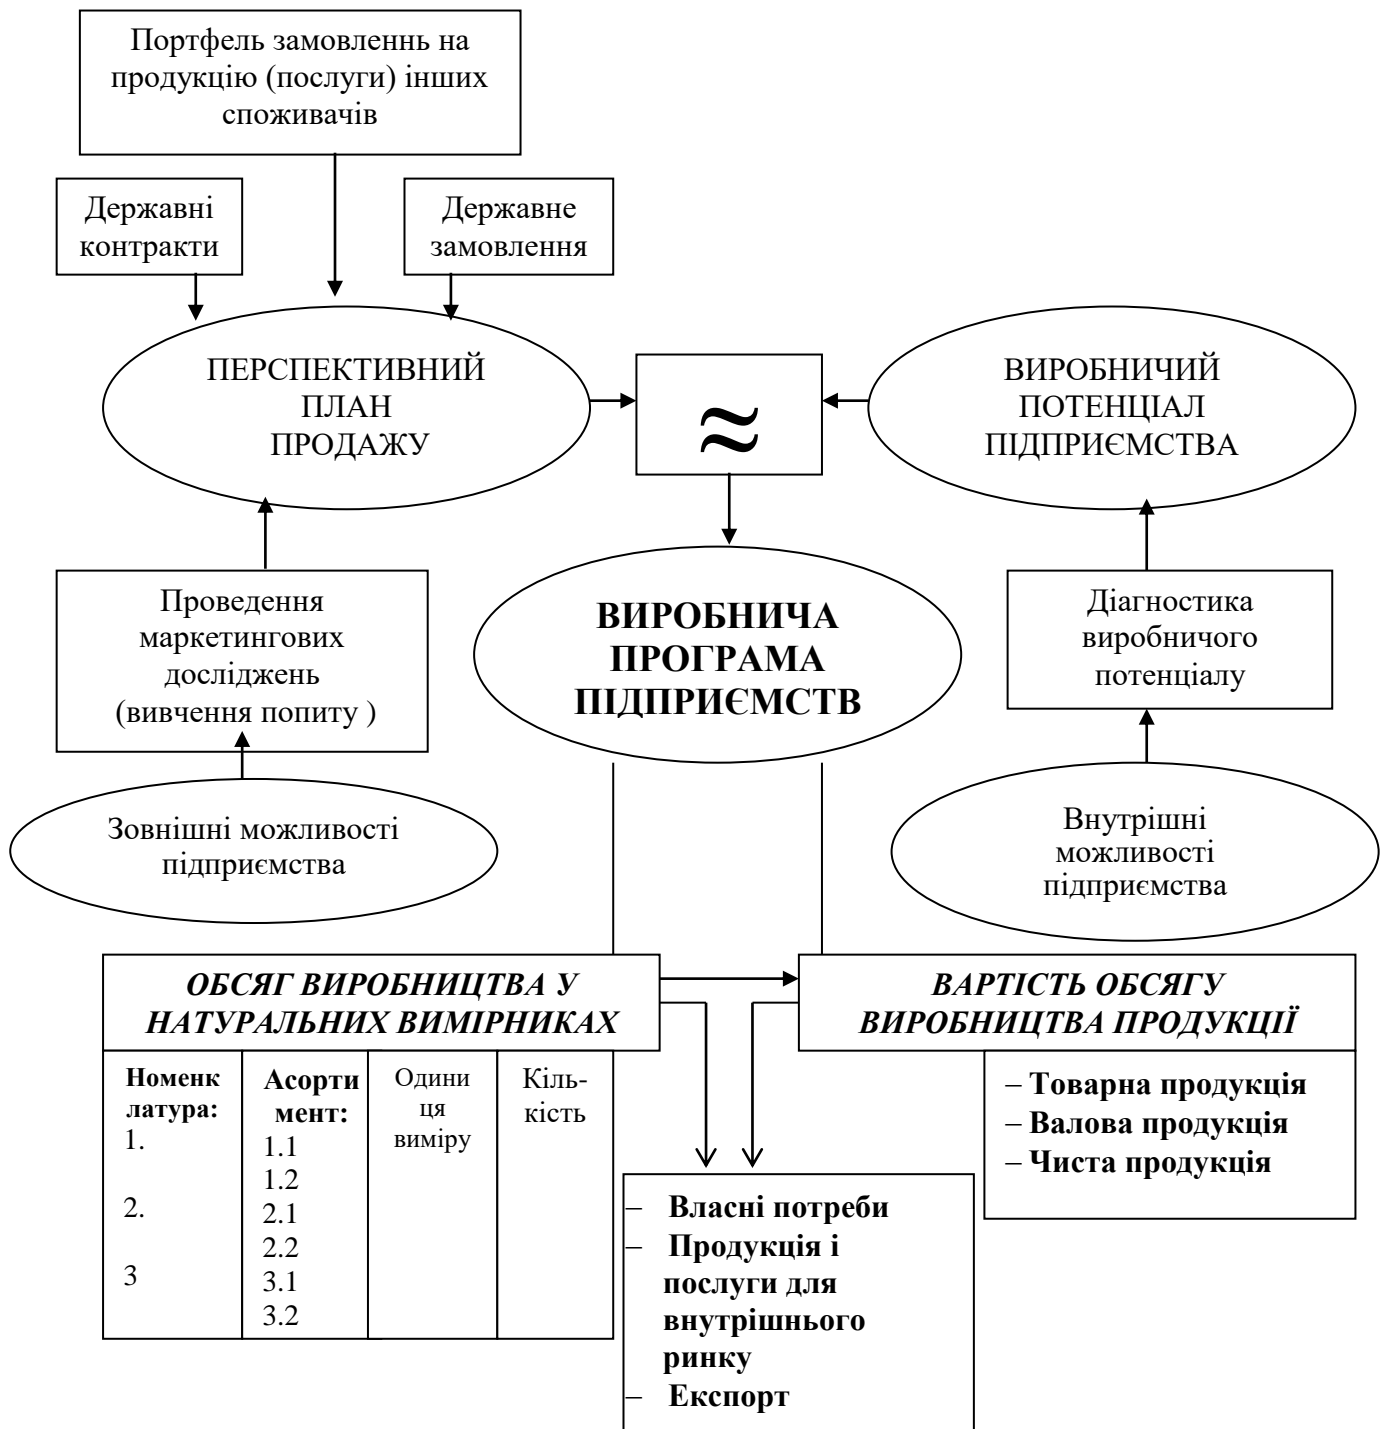 Портфель замовленнь на
продукцію (послуги) інших
споживачів
Державні
контракти
Державне
замовлення
ПЕРСПЕКТИВНИЙ
ПЛАН
ПРОДАЖУ
≈
ВИРОБНИЧИЙ
ПОТЕНЦІАЛ
ПІДПРИЄМСТВА
Проведення
маркетингових
досліджень
(вивчення попиту )
ВИРОБНИЧА
ПРОГРАМА
ПІДПРИЄМСТВ
Діагностика
виробничого
потенціалу
Зовнішні можливості
підприємства
Внутрішні
можливості
підприємства
ОБСЯГ ВИРОБНИЦТВА У
НАТУРАЛЬНИХ ВИМІРНИКАХ
ВАРТІСТЬ ОБСЯГУ
ВИРОБНИЦТВА ПРОДУКЦІЇ
Номенк
латура:
1.
2.
3
Асорти
мент:
1.1
1.2
2.1
2.2
3.1
3.2
Одини
ця
виміру
Кіль-
кість
– Товарна продукція
– Валова продукція
– Чиста продукція
– Власні потреби
– Продукція і
послуги для
внутрішнього
ринку
– Експорт